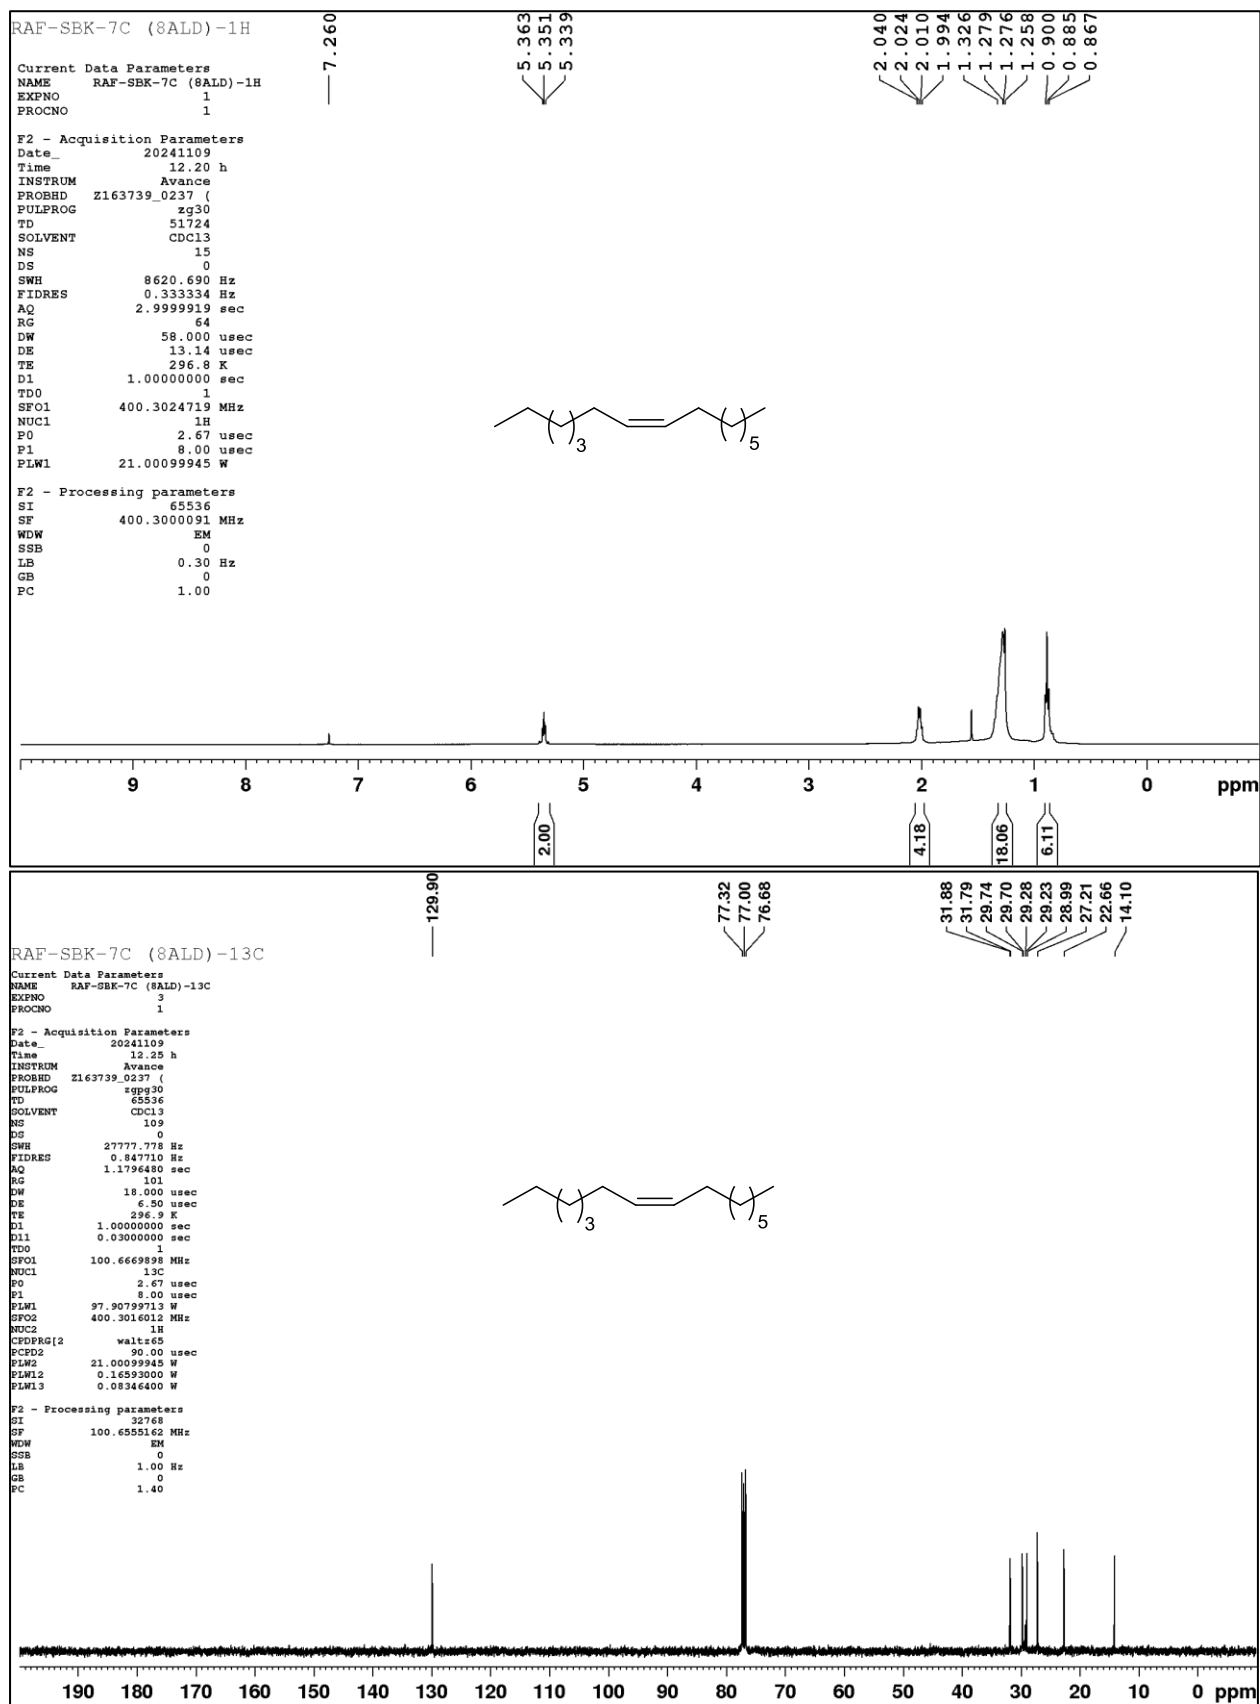 RAF-SBK-7C (8ALD)-1H
7.260
5.363
5.351
5.339
2.040
2.024
2.010
1.994
1.326
1.279
1.276
1.258
0.900
0.885
0.867
Current Data Parameters
NAME RAF-SBK-7C (8ALD)-1H
EXPNO 1
PROCNO 1
F2 - Acquisition Parameters
Date_ 20241109
Time 12.20 h
INSTRUM Avance
PROBHD Z163739_0237 (
PULPROG zg30
TD 51724
SOLVENT CDCl3
NS 15
DS 0
SWH 8620.690 Hz
FIDRES 0.333334 Hz
AQ 2.9999919 sec
RG 64
DW 58.000 usec
DE 13.14 usec
TE 296.8 K
D1 1.00000000 sec
TD0 1
SFO1 400.3024719 MHz
NUC1 1H
P0 2.67 usec
P1 8.00 usec
PLW1 21.00099945 W
F2 - Processing parameters
SI 65536
SF 400.3000091 MHz
WDW EM
SSB 0
LB 0.30 Hz
GB 0
PC 1.00
3 5
9 8 7 6 5 4 3 2 1 0 ppm
2.00 4.18 18.06 6.11
129.90
77.32
77.00
76.68
31.88
31.79
29.74
29.70
29.28
29.23
28.99
27.21
22.66
14.10
RAF-SBK-7C (8ALD)-13C
Current Data Parameters
NAME RAF-SBK-7C (8ALD)-13C
EXPNO 3
PROCNO 1
F2 - Acquisition Parameters
Date_ 20241109
Time 12.25 h
INSTRUM Avance
PROBHD Z163739_0237 (
PULPROG zgpg30
TD 65536
SOLVENT CDCl3
NS 109
DS 0
SWH 27777.778 Hz
FIDRES 0.847710 Hz
AQ 1.1796480 sec
RG 101
DW 18.000 usec
DE 6.50 usec
TE 296.9 K
D1 1.00000000 sec
D11 0.03000000 sec
TD0 1
SFO1 100.6669898 MHz
NUC1 13C
P0 2.67 usec
P1 8.00 usec
PLW1 97.90799713 W
SFO2 400.3016012 MHz
NUC2 1H
CPDPRG[2 waltz65
PCPD2 90.00 usec
PLW2 21.00099945 W
PLW12 0.16593000 W
PLW13 0.08346400 W
F2 - Processing parameters
SI 32768
SF 100.6555162 MHz
WDW EM
SSB 0
LB 1.00 Hz
GB 0
PC 1.40
3 5
190 180 170 160 150 140 130 120 110 100 90 80 70 60 50 40 30 20 10 0 ppm